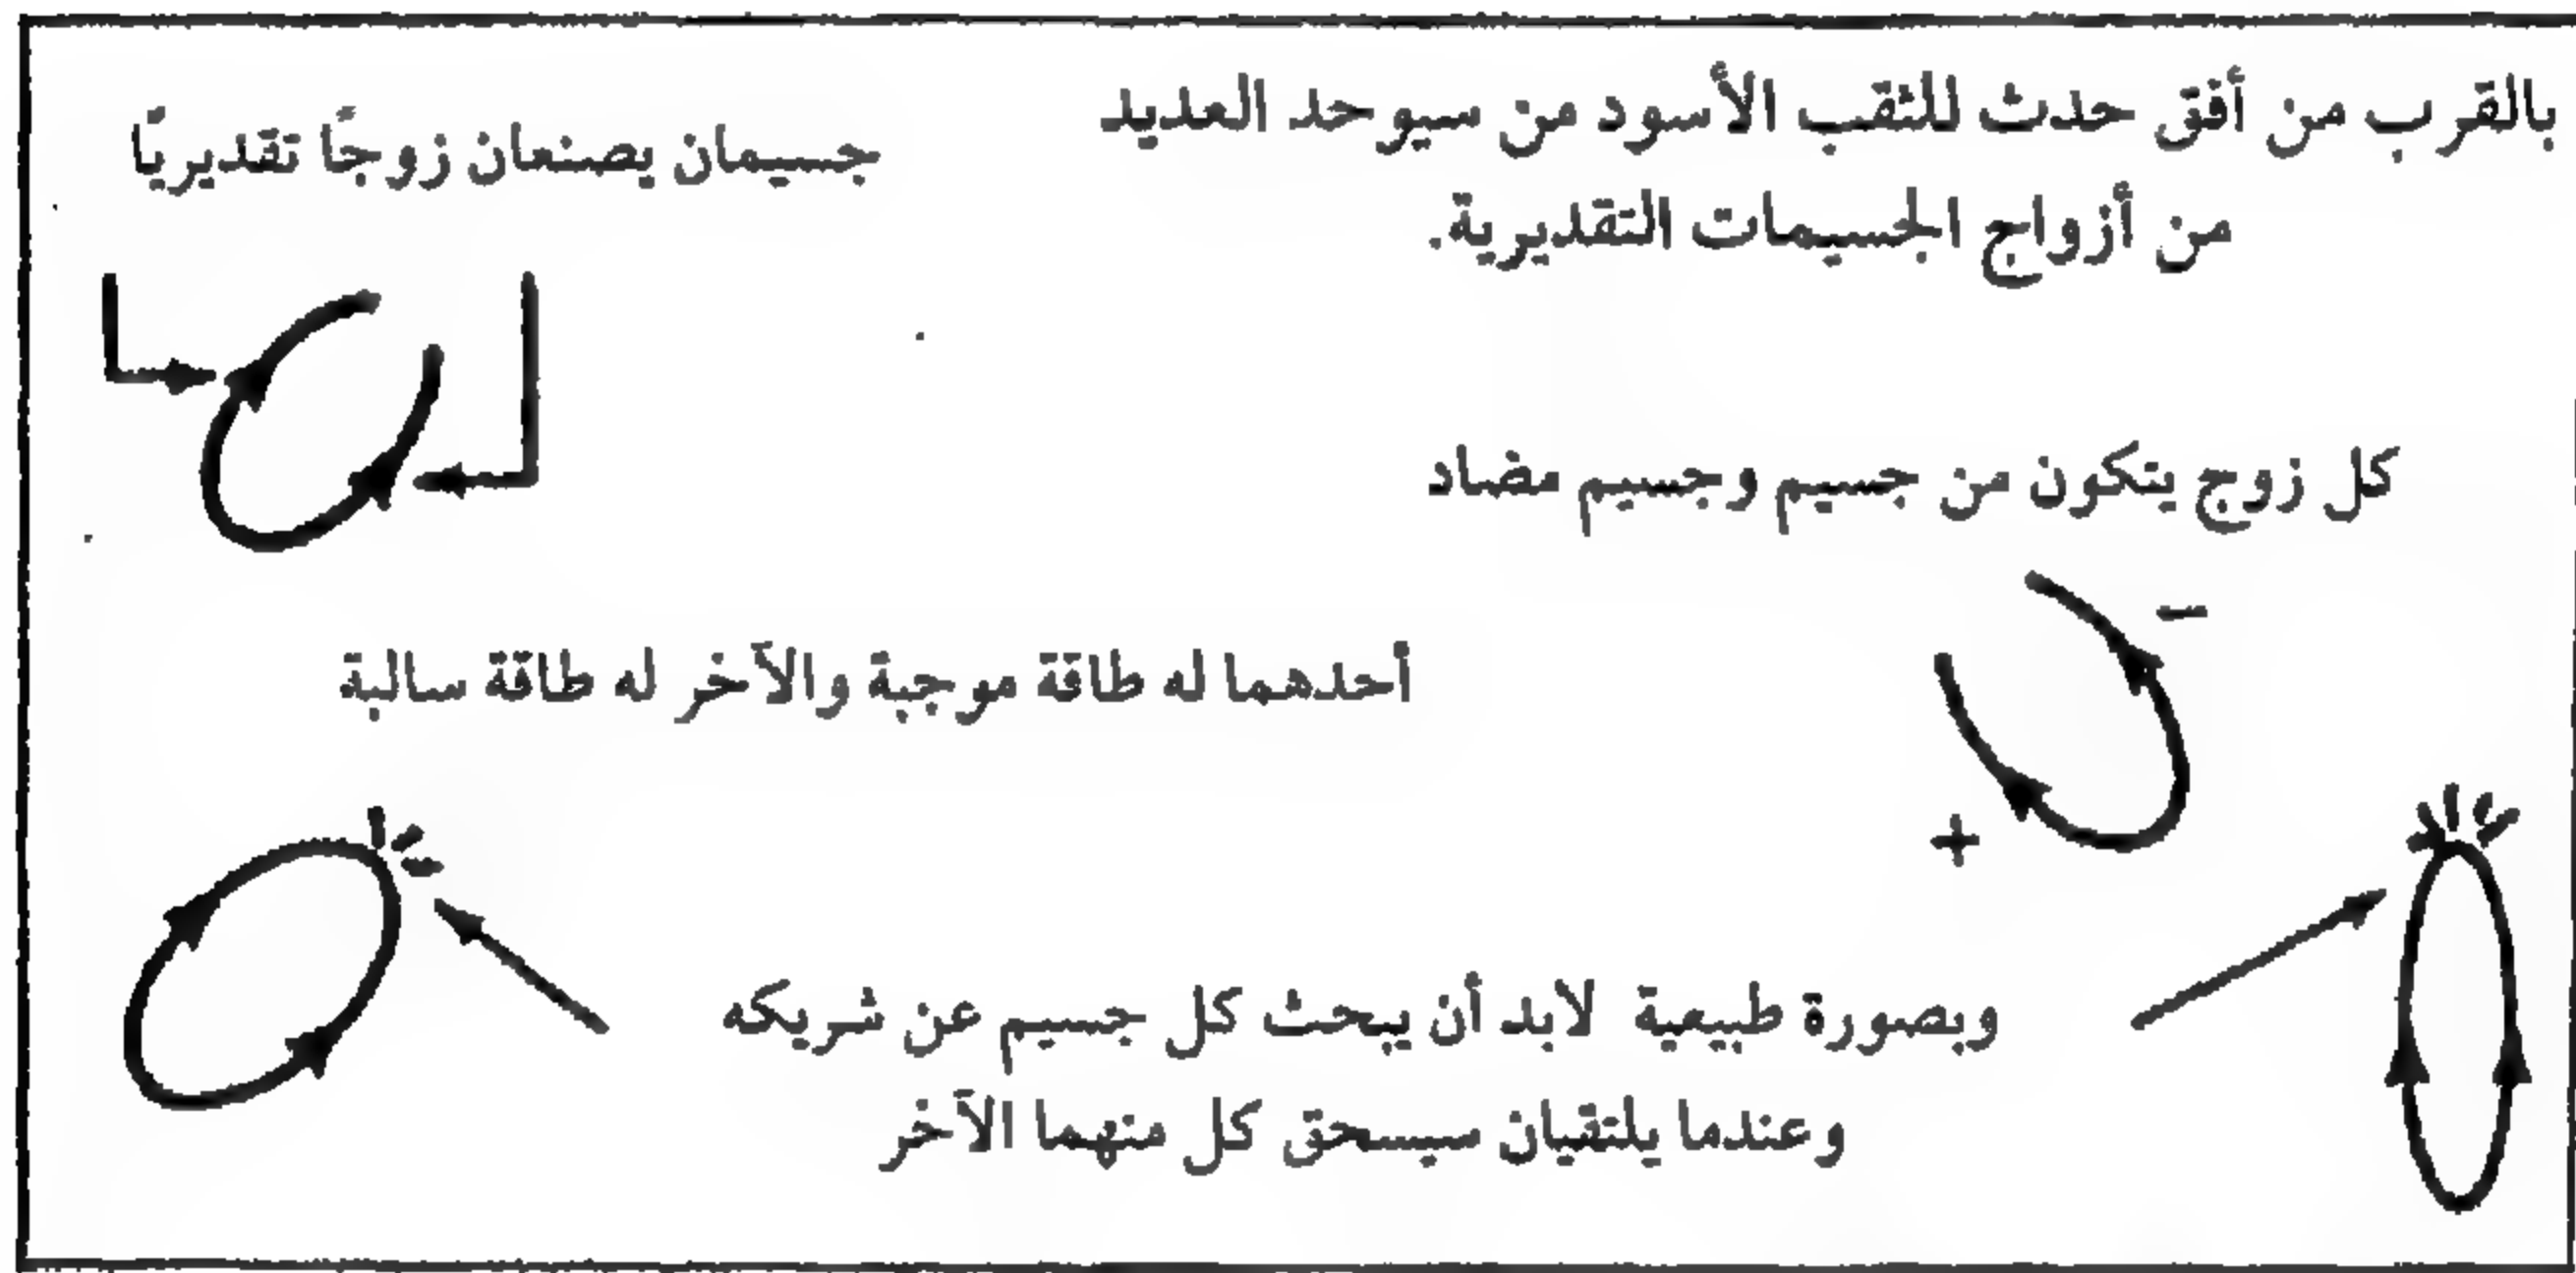 بالقرب من أفق حدث للثقب الأسود من سيوحد العديد
من أزواج الجسيمات التقديرية.
جسيمان يصنعان زوجًا تقديريًا
كل زوج يتكون من جسيم وجسيم مضاد
−
+
أحدهما له طاقة موجبة والآخر له طاقة سالبة
وبصورة طبيعية لابد أن يبحث كل جسيم عن شريكه
وعندما يلتقيان سيسحق كل منهما الآخر